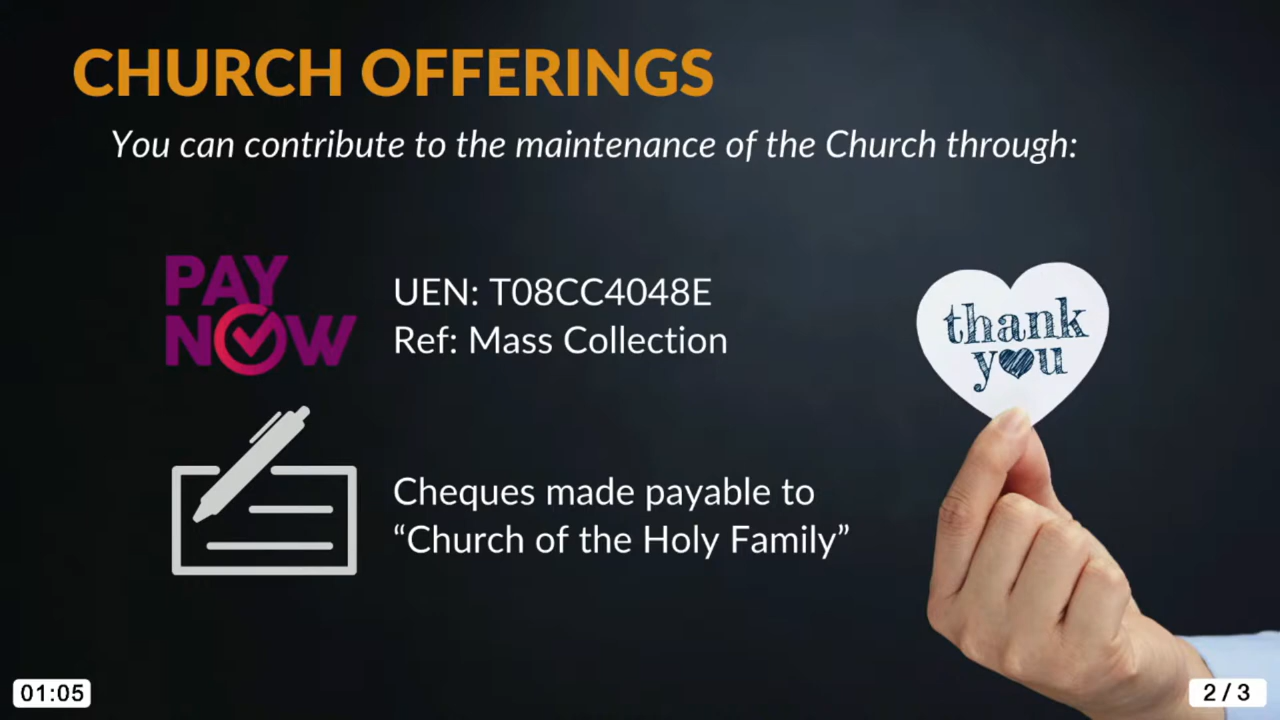 CHURCH OFFERINGS
You can contribute to the maintenance of the Church through:
PAY
NOW
UEN: T08CC4048E
Ref: Mass Collection
thank
you
Cheques made payable to
“Church of the Holy Family”
01:05
2 / 3